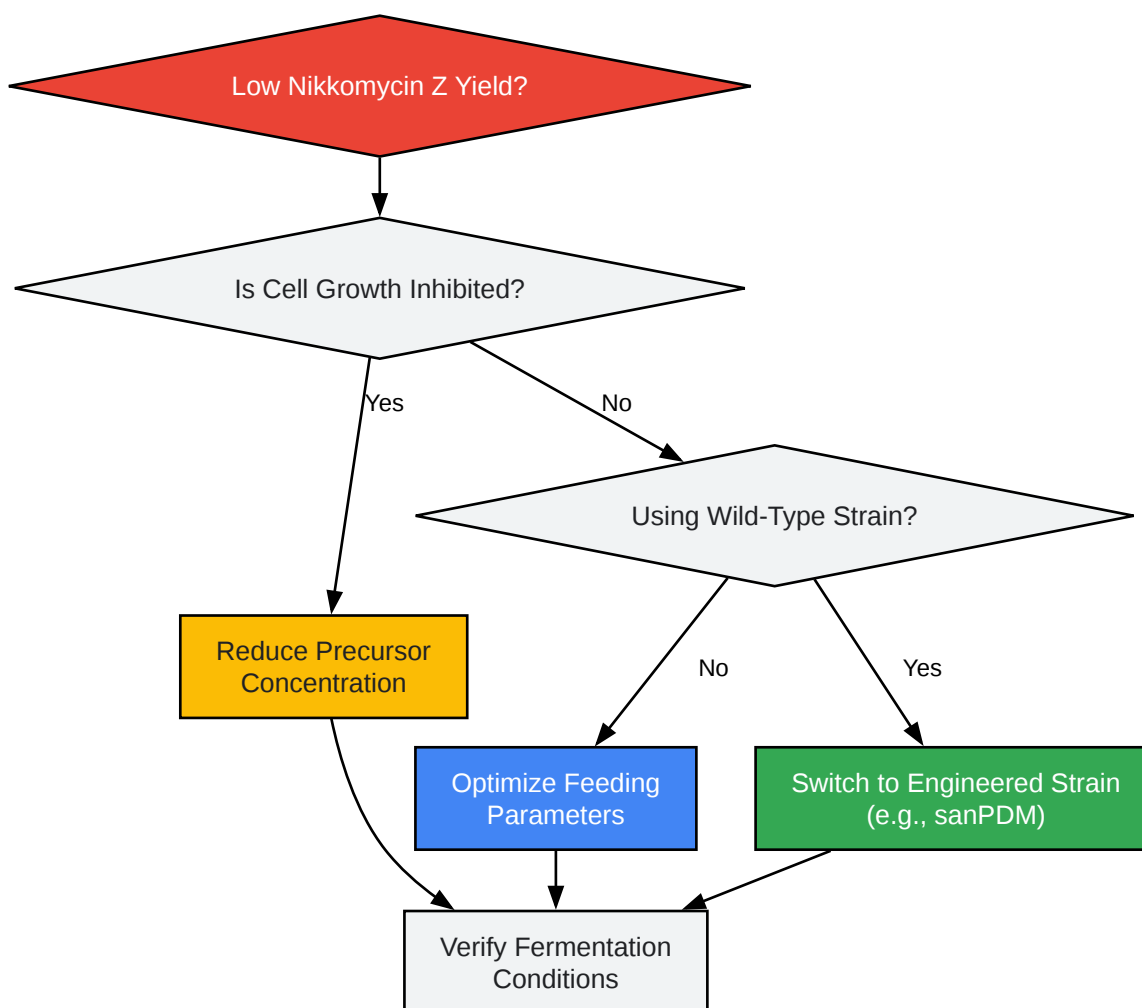 Low Nikkomycin Z Yield?
Is Cell Growth Inhibited?
Yes
No
Using Wild-Type Strain?
Reduce Precursor
Concentration
No
Yes
Optimize Feeding
Parameters
Switch to Engineered Strain
(e.g., sanPDM)
Verify Fermentation
Conditions